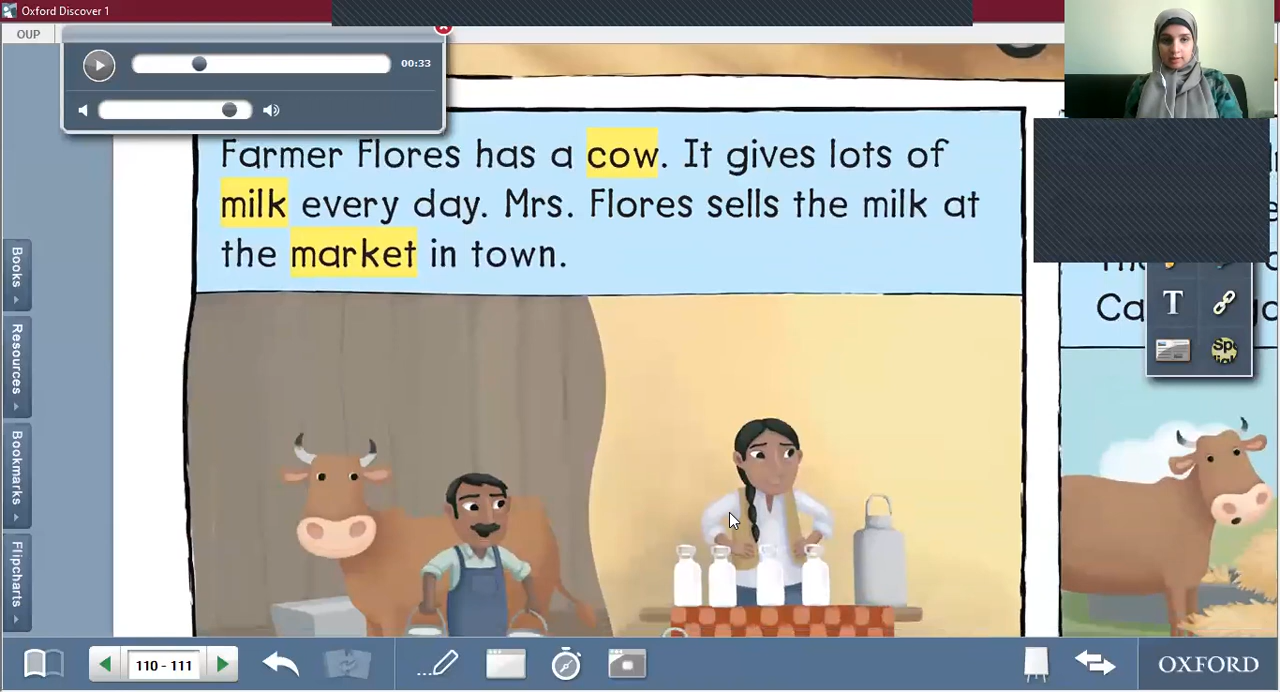 Oxford Discover 1
OUP
00:33
Farmer Flores has a cow. It gives lots of
milk every day. Mrs. Flores sells the milk at
the market in town.
Books
Resources
Bookmarks
Flipcharts
T
Ca
110 - 111
OXFORD